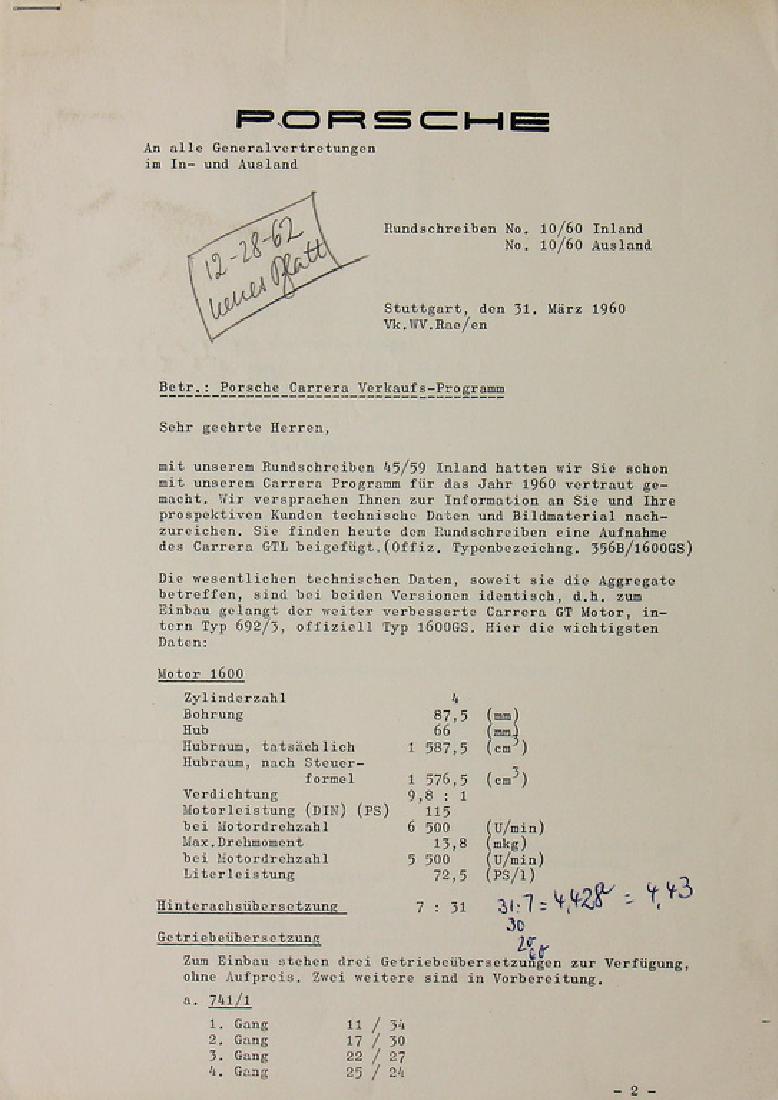 PORSCHE
An alle Generalvertretungen
im In- und Ausland
12-28-62
neues Platt
Rundschreiben No. 10/60 Inland
No. 10/60 Ausland
Stuttgart, den 31. März 1960
Vk.WV.Rae/en
Betr.: Porsche Carrera Verkaufs-Programm
Sehr geehrte Herren,
mit unserem Rundschreiben 45/59 Inland hatten wir Sie schon
mit unserem Carrera Programm für das Jahr 1960 vertraut ge-
macht. Wir versprachen Ihnen zur Information an Sie und Ihre
prospektiven Kunden technische Daten und Bildmaterial nach-
zureichen. Sie finden heute dem Rundschreiben eine Aufnahme
des Carrera GTL beigefügt.(Offiz. Typenbezeichng. 356B/1600GS)
Die wesentlichen technischen Daten, soweit sie die Aggregate
betreffen, sind bei beiden Versionen identisch, d.h. zum
Einbau gelangt der weiter verbesserte Carrera GT Motor, in-
tern Typ 692/3, offiziell Typ 1600GS. Hier die wichtigsten
Daten:
Motor 1600
Zylinderzahl 4
Bohrung 87,5 (mm)
Hub 66 (mm)
Hubraum, tatsächlich 1 587,5 (cm³)
Hubraum, nach Steuer-
formel 1 576,5 (cm³)
Verdichtung 9,8 : 1
Motorleistung (DIN) (PS) 115
bei Motordrehzahl 6 500 (U/min)
Max.Drehmoment 13,8 (mkg)
bei Motordrehzahl 5 500 (U/min)
Literleistung 72,5 (PS/l)
Hinterachsübersetzung 7 : 31 31:7 = 4,428 = 4,43
30
20
60
Getriebeübersetzung
Zum Einbau stehen drei Getriebeübersetzungen zur Verfügung,
ohne Aufpreis. Zwei weitere sind in Vorbereitung.
a. 741/1
1. Gang 11 / 34
2. Gang 17 / 30
3. Gang 22 / 27
4. Gang 25 / 24
- 2 -